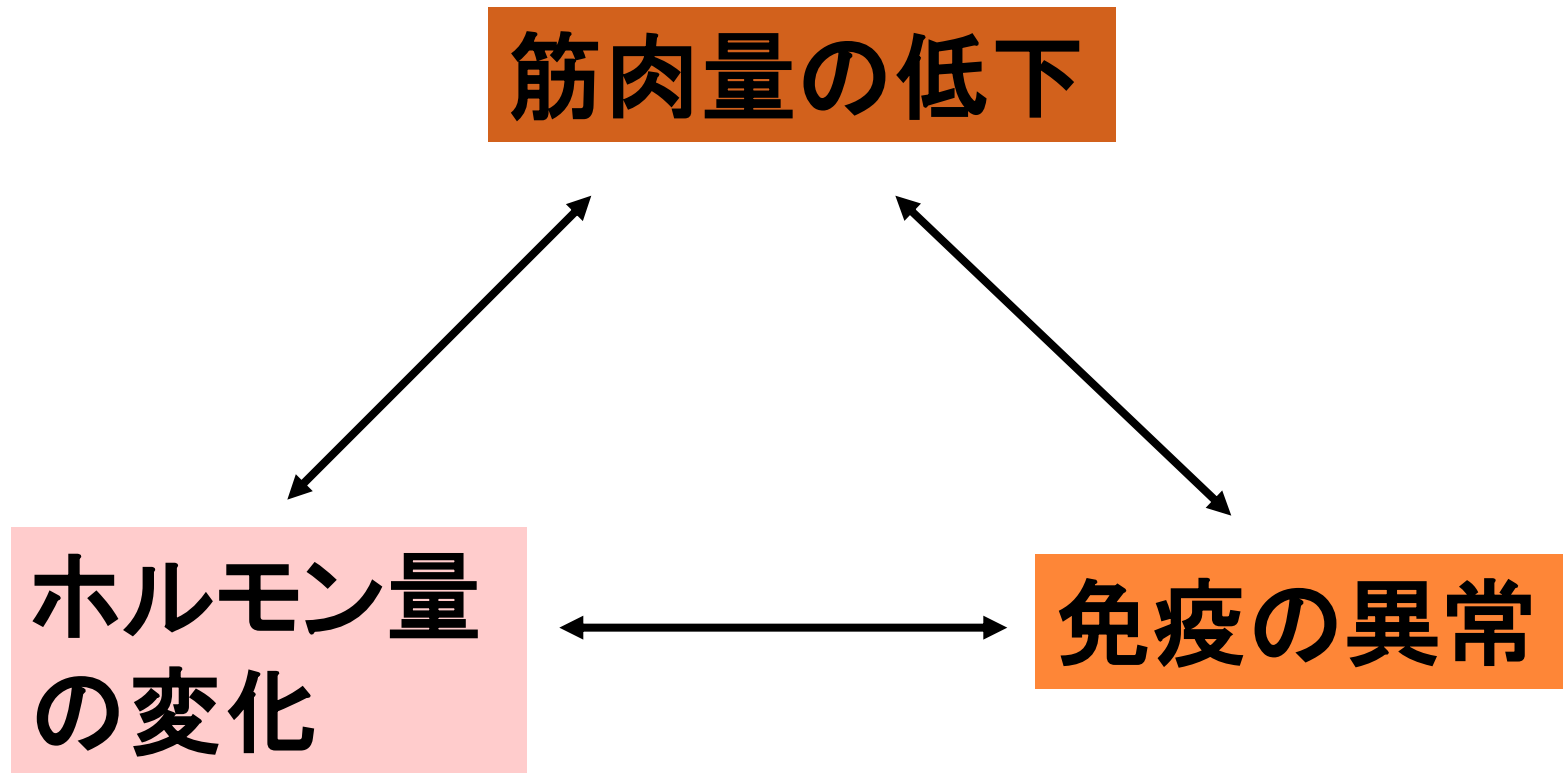 筋肉量の低下
ホルモン量
の変化
免疫の異常